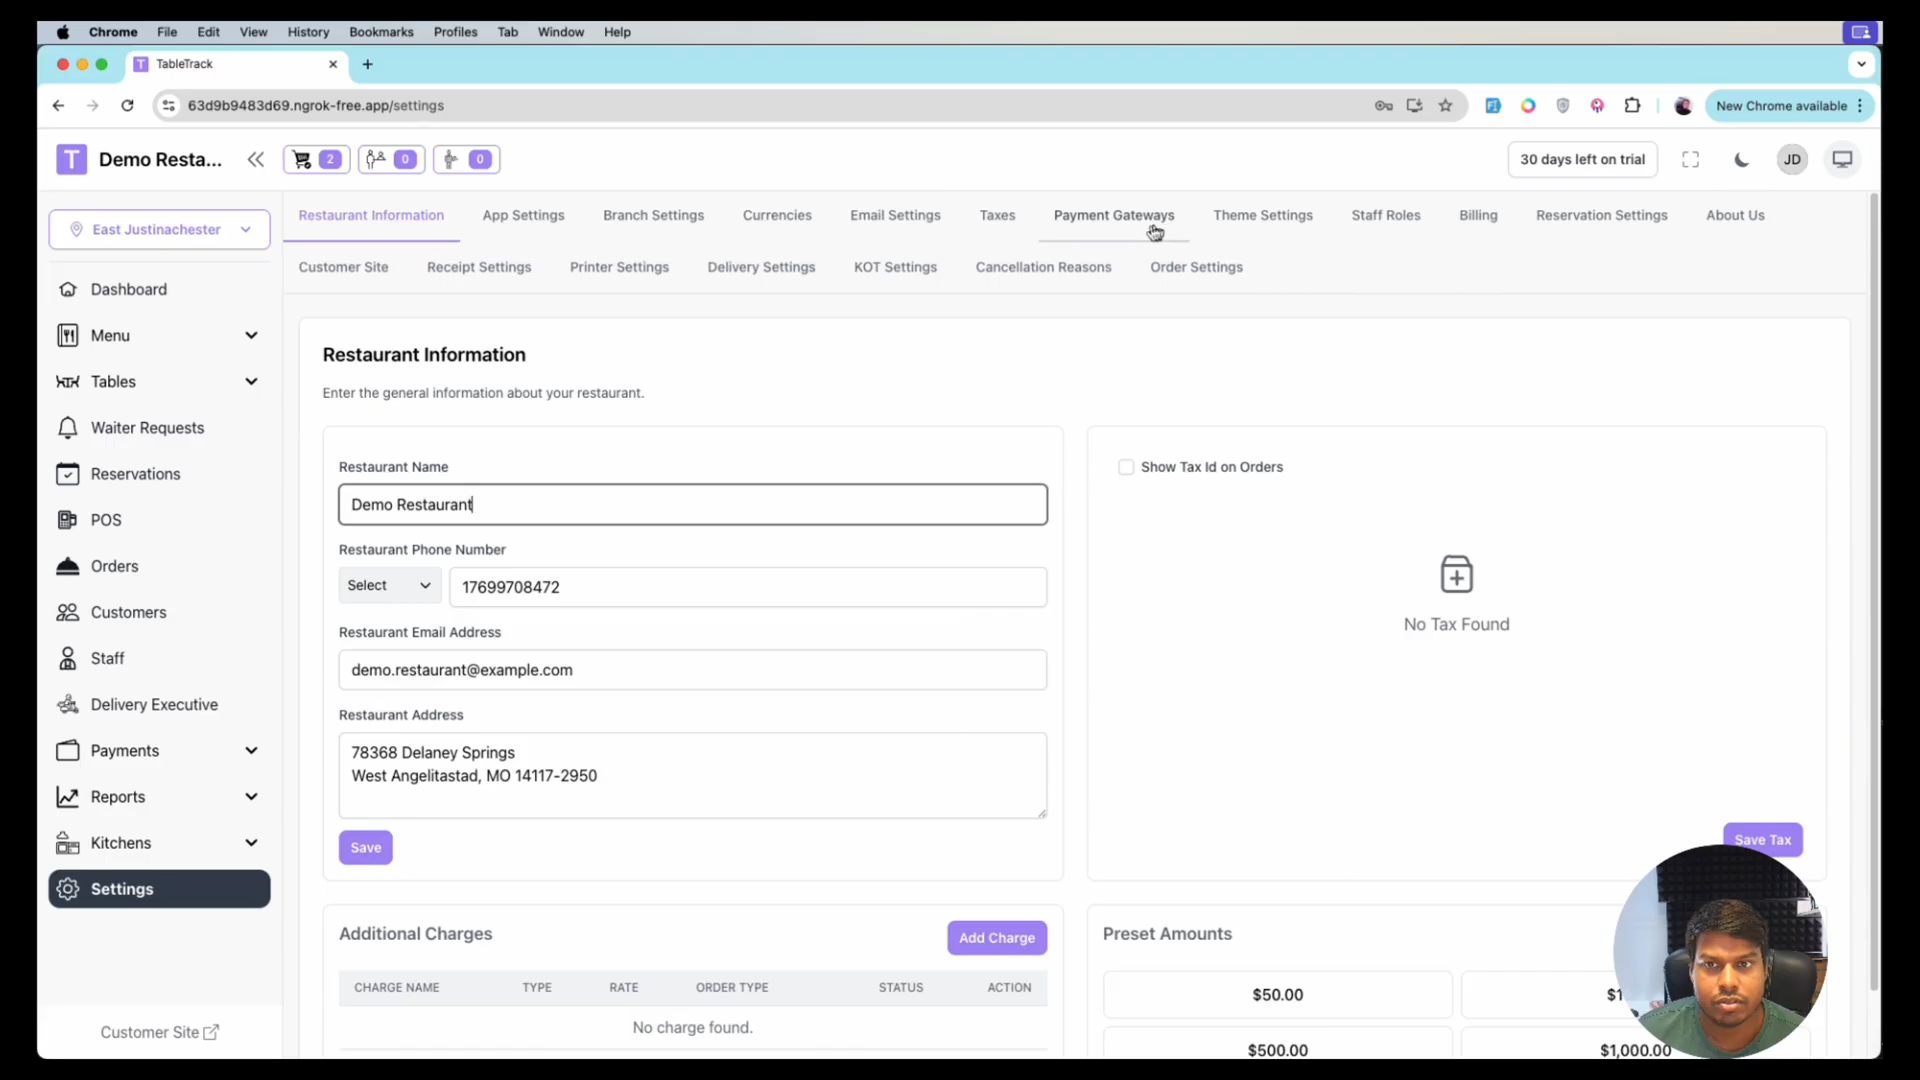 Chrome File Edit View History Bookmarks Profiles Tab Window Help
TableTrack
63d9b9483d69.ngrok-free.app/settings
New Chrome available
T Demo Resta... 2 0 0 30 days left on trial JD
East Justinachester
Restaurant Information App Settings Branch Settings Currencies Email Settings Taxes Payment Gateways Theme Settings Staff Roles Billing Reservation Settings About Us
Customer Site Receipt Settings Printer Settings Delivery Settings KOT Settings Cancellation Reasons Order Settings
Dashboard
Menu
Tables
Waiter Requests
Reservations
POS
Orders
Customers
Staff
Delivery Executive
Payments
Reports
Kitchens
Settings
Customer Site
Restaurant Information
Enter the general information about your restaurant.
Restaurant Name
Demo Restaurant
Restaurant Phone Number
Select 17699708472
Restaurant Email Address
demo.restaurant@example.com
Restaurant Address
78368 Delaney Springs
West Angelitastad, MO 14117-2950
Save
Show Tax Id on Orders
No Tax Found
Save Tax
Additional Charges Add Charge
CHARGE NAME TYPE RATE ORDER TYPE STATUS ACTION
No charge found.
Preset Amounts
$50.00
$500.00 $1,000.00